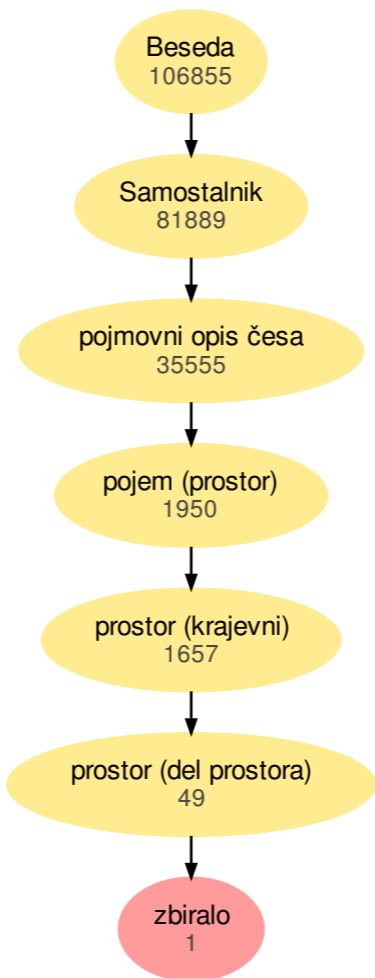 Beseda
106855
Samostalnik
81889
pojmovni opis česa
35555
pojem (prostor)
1950
prostor (krajevni)
1657
prostor (del prostora)
49
zbiralo
1